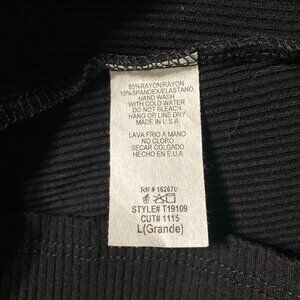 85%RAYON/RAYON
15%SPANDEX/ELASTANO
HAND WASH
WITH COLD WATER
DO NOT BLEACH
HANG OR LINE DRY
MADE IN U.S.A
LAVA FRIO A MANO
NO CLORO
SECAR COLGADO
HECHO EN E.U.A
RN # 162670
STYLE# T19109
CUT# 1115
L(Grande)